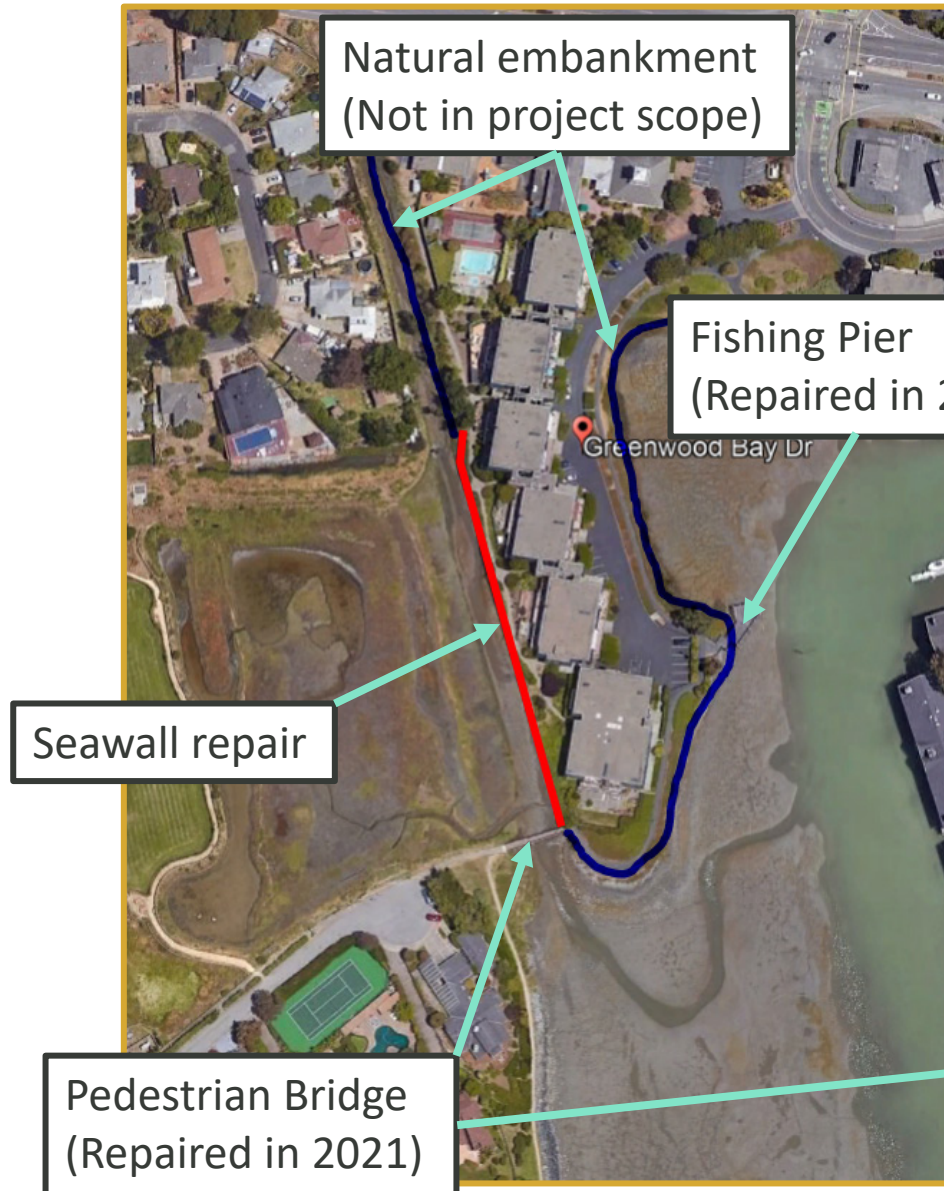 Natural embankment
(Not in project scope)
Fishing Pier
(Repaired in 2
Greenwood Bay Dr
Seawall repair
Pedestrian Bridge
(Repaired in 2021)